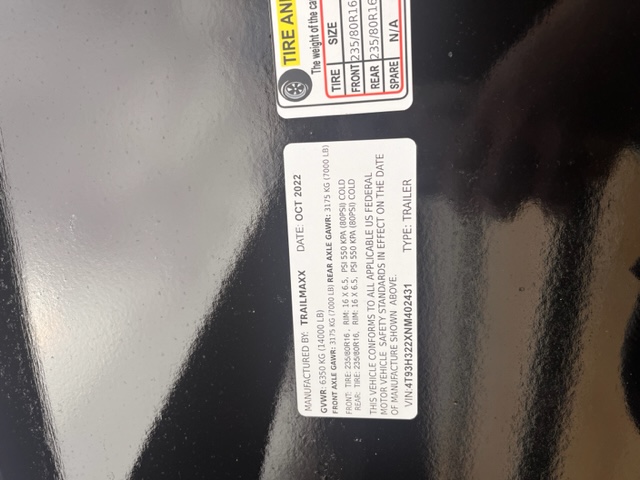 MANUFACTURED BY: TRAILMAXX DATE: OCT 2022
GVWR: 6350 KG (14000 LB)
FRONT AXLE GAWR: 3175 KG (7000 LB) REAR AXLE GAWR: 3175 KG (7000 LB)
FRONT: TIRE: 235/80R16 , RIM: 16 X 6.5, PSI 550 KPA (80PSI) COLD
REAR: TIRE: 235/80R16, RIM: 16 X 6.5, PSI 550 KPA (80PSI) COLD
THIS VEHICLE CONFORMS TO ALL APPLICABLE US FEDERAL
MOTOR VEHICLE SAFETY STANDARDS IN EFFECT ON THE DATE
OF MANUFACTURE SHOWN ABOVE.
VIN:4T93H322XNM402431 TYPE: TRAILER
TIRE AN
The weight of the ca
TIRE SIZE
FRONT 235/80R16
REAR 235/80R16
SPARE N/A